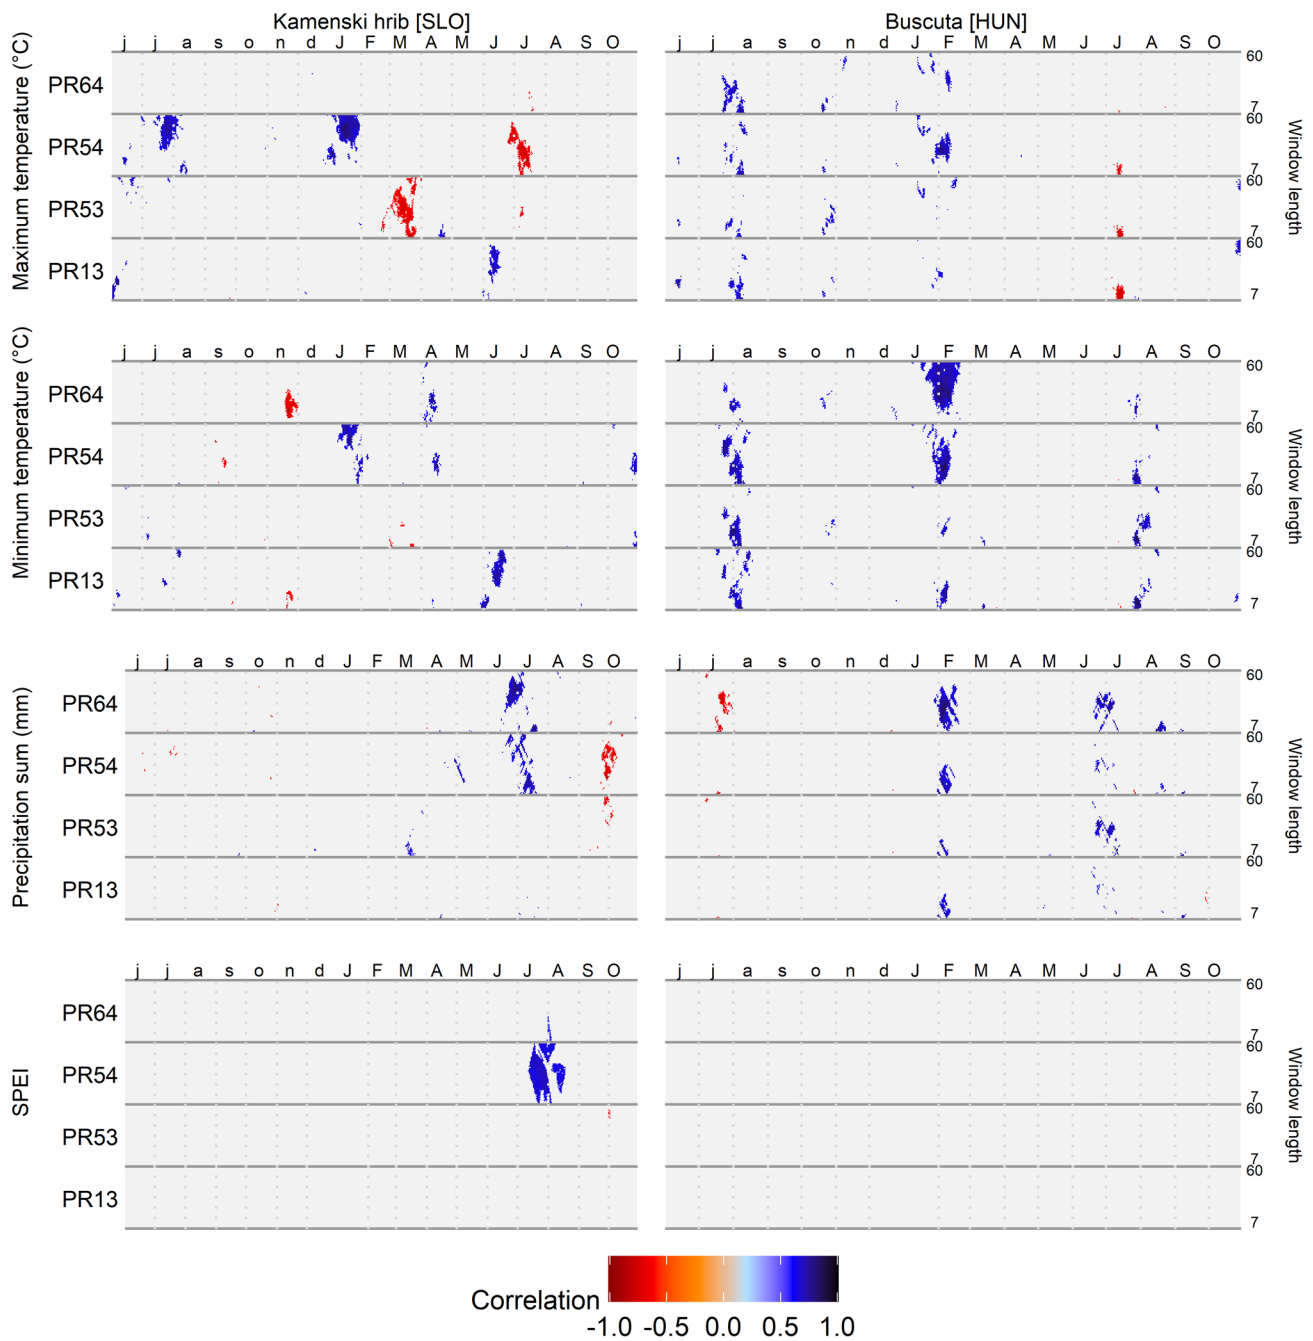 Kamenski hrib [SLO] Buscuta [HUN]
j j a s o n d J F M A M J J A S O j j a s o n d J F M A M J J A S O
Maximum temperature (°C)
PR64 60 7
PR54 60 7
PR53 60 7
PR13 60 7
Window length
j j a s o n d J F M A M J J A S O j j a s o n d J F M A M J J A S O
Minimum temperature (°C)
PR64 60 7
PR54 60 7
PR53 60 7
PR13 60 7
Window length
j j a s o n d J F M A M J J A S O j j a s o n d J F M A M J J A S O
Precipitation sum (mm)
PR64 60 7
PR54 60 7
PR53 60 7
PR13 60 7
Window length
j j a s o n d J F M A M J J A S O j j a s o n d J F M A M J J A S O
SPEI
PR64 60 7
PR54 60 7
PR53 60 7
PR13 60 7
Window length
Correlation
-1.0 -0.5 0.0 0.5 1.0